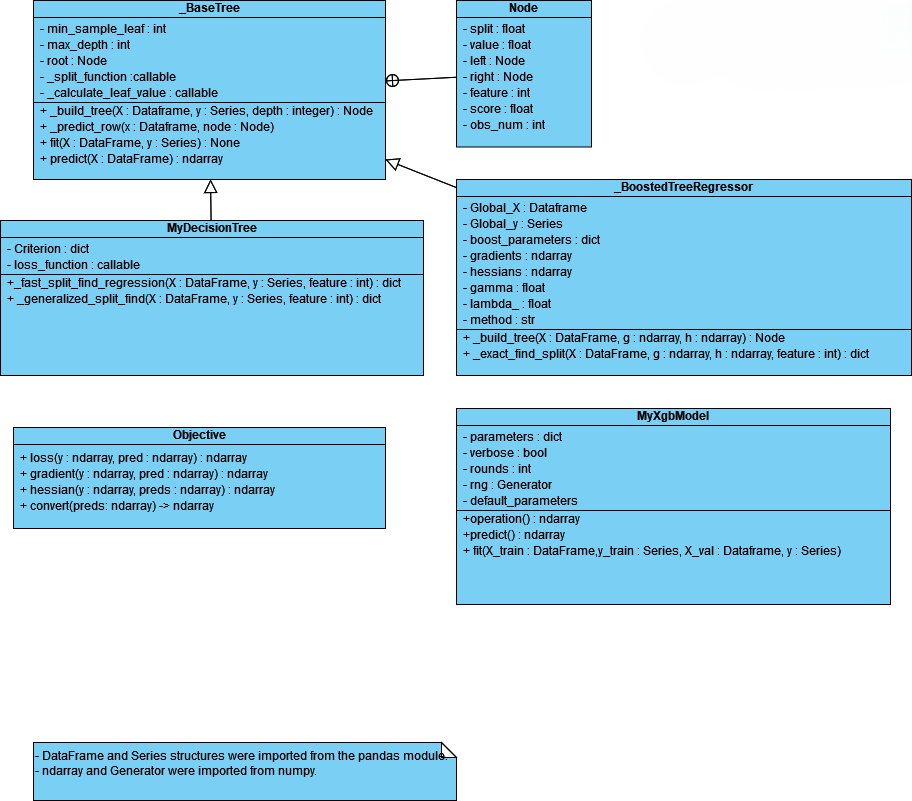 _BaseTree
- min_sample_leaf : int
- max_depth : int
- root : Node
- _split_function :callable
- _calculate_leaf_value : callable
+ _build_tree(X : Dataframe, y : Series, depth : integer) : Node
+ _predict_row(x : Dataframe, node : Node)
+ fit(X : DataFrame, y : Series) : None
+ predict(X : DataFrame) : ndarray
Node
- split : float
- value : float
- left : Node
- right : Node
- feature : int
- score : float
- obs_num : int
MyDecisionTree
- Criterion : dict
- loss_function : callable
+_fast_split_find_regression(X : DataFrame, y : Series, feature : int) : dict
+ _generalized_split_find(X : DataFrame, y : Series, feature : int) : dict
_BoostedTreeRegressor
- Global_X : Dataframe
- Global_y : Series
- boost_parameters : dict
- gradients : ndarray
- hessians : ndarray
- gamma : float
- lambda_ : float
- method : str
+ _build_tree(X : DataFrame, g : ndarray, h : ndarray) : Node
+ _exact_find_split(X : DataFrame, g : ndarray, h : ndarray, feature : int) : dict
Objective
+ loss(y : ndarray, pred : ndarray) : ndarray
+ gradient(y : ndarray, pred : ndarray) : ndarray
+ hessian(y : ndarray, preds : ndarray) : ndarray
+ convert(preds: ndarray) -> ndarray
MyXgbModel
- parameters : dict
- verbose : bool
- rounds : int
- rng : Generator
- default_parameters
+operation() : ndarray
+predict() : ndarray
+ fit(X_train : DataFrame,y_train : Series, X_val : Dataframe, y : Series)
- DataFrame and Series structures were imported from the pandas module.
- ndarray and Generator were imported from numpy.